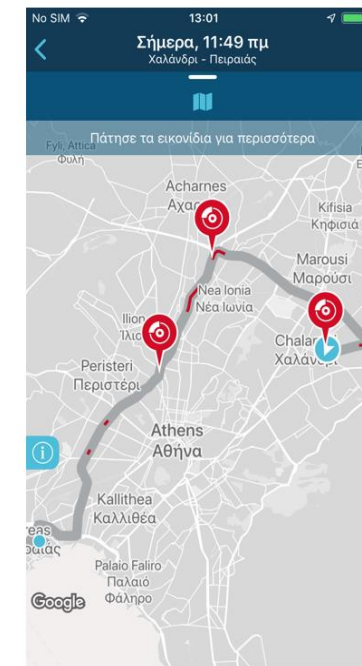 No SIM
13:01
Σήμερα, 11:49 πμ
Χαλάνδρι - Πειραιάς
Πάτησε τα εικονίδια για περισσότερα
Fyli, Attica
Φυλή
Acharnes
Kifisia
Κηφισιά
Marousi
Μαρούσι
Nea Ionia
Νέα Ιωνία
Ilion
Peristeri
Περιστέρι
Athens
Αθήνα
Kallithea
Καλλιθέα
Palaio Faliro
Παλαιό
Φάληρο
Google